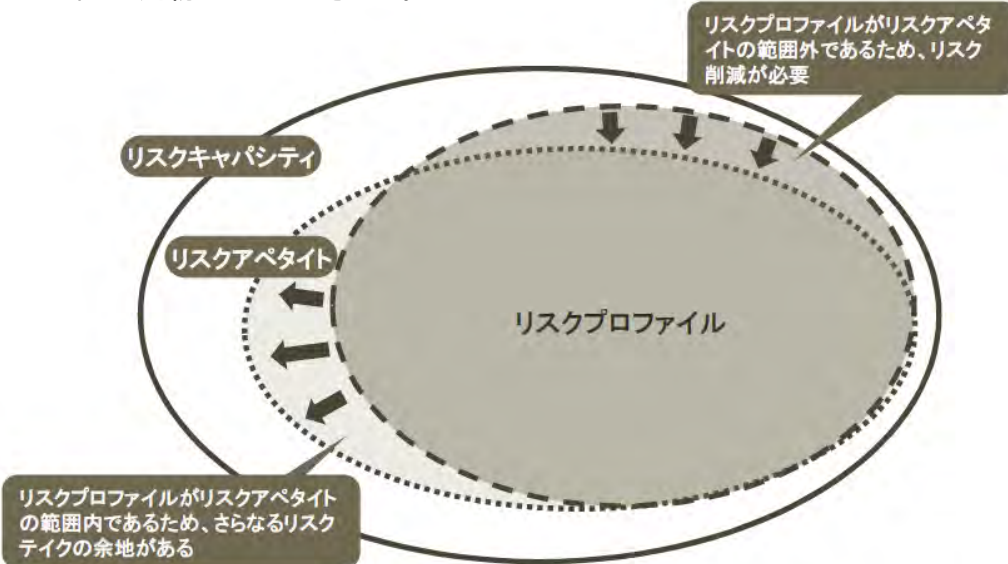 リスクプロファイルがリスクアペタ
イトの範囲外であるため、リスク
削減が必要
リスクキャパシティ
リスクアペタイト
リスクプロファイル
リスクプロファイルがリスクアペタイト
の範囲内であるため、さらなるリスク
テイクの余地がある